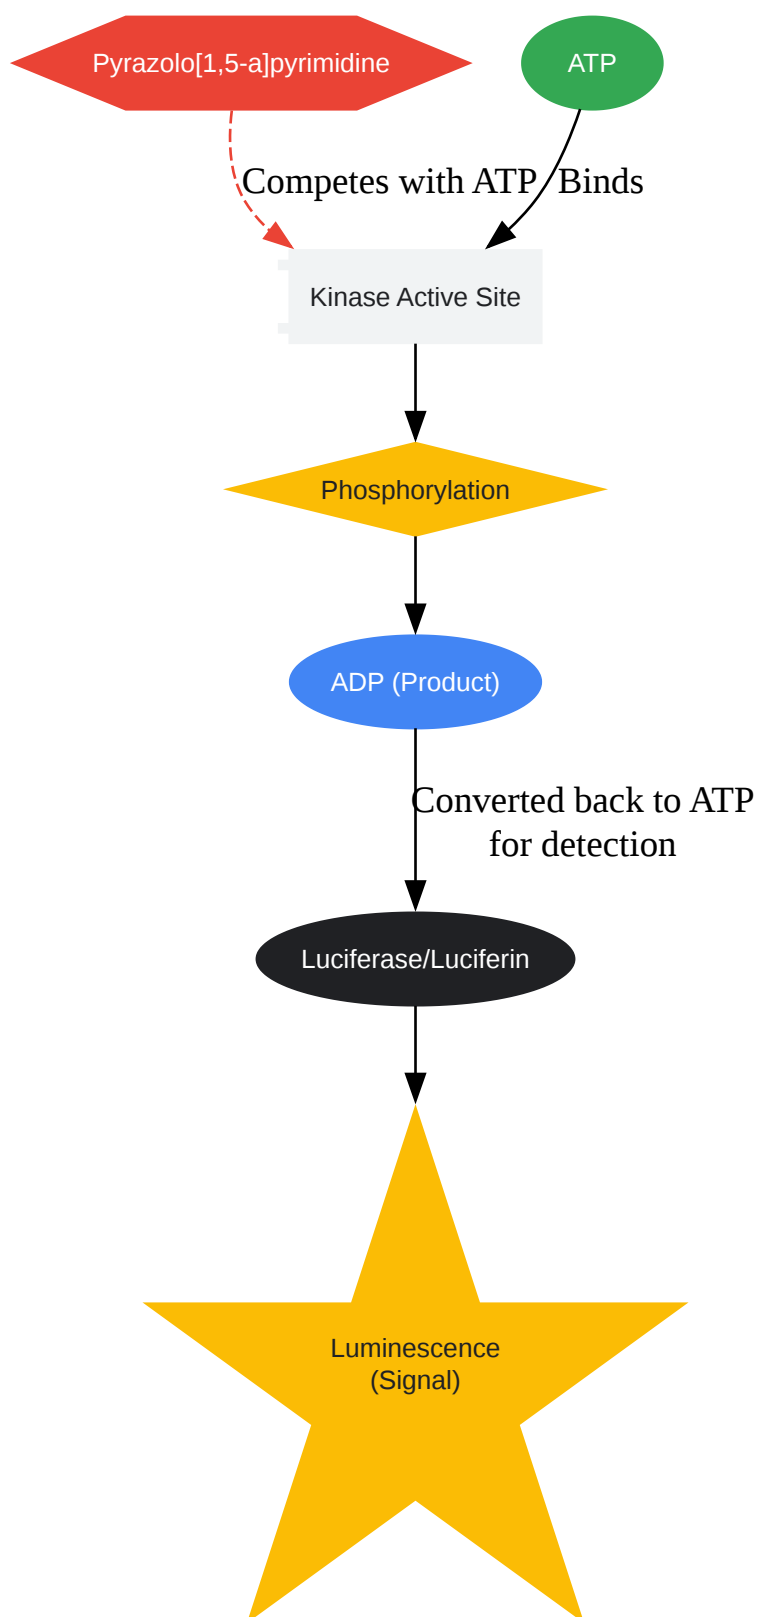 Pyrazolo[1,5-a]pyrimidine
ATP
Competes with ATP
Binds
Kinase Active Site
Phosphorylation
ADP (Product)
Converted back to ATP
for detection
Luciferase/Luciferin
Luminescence
(Signal)